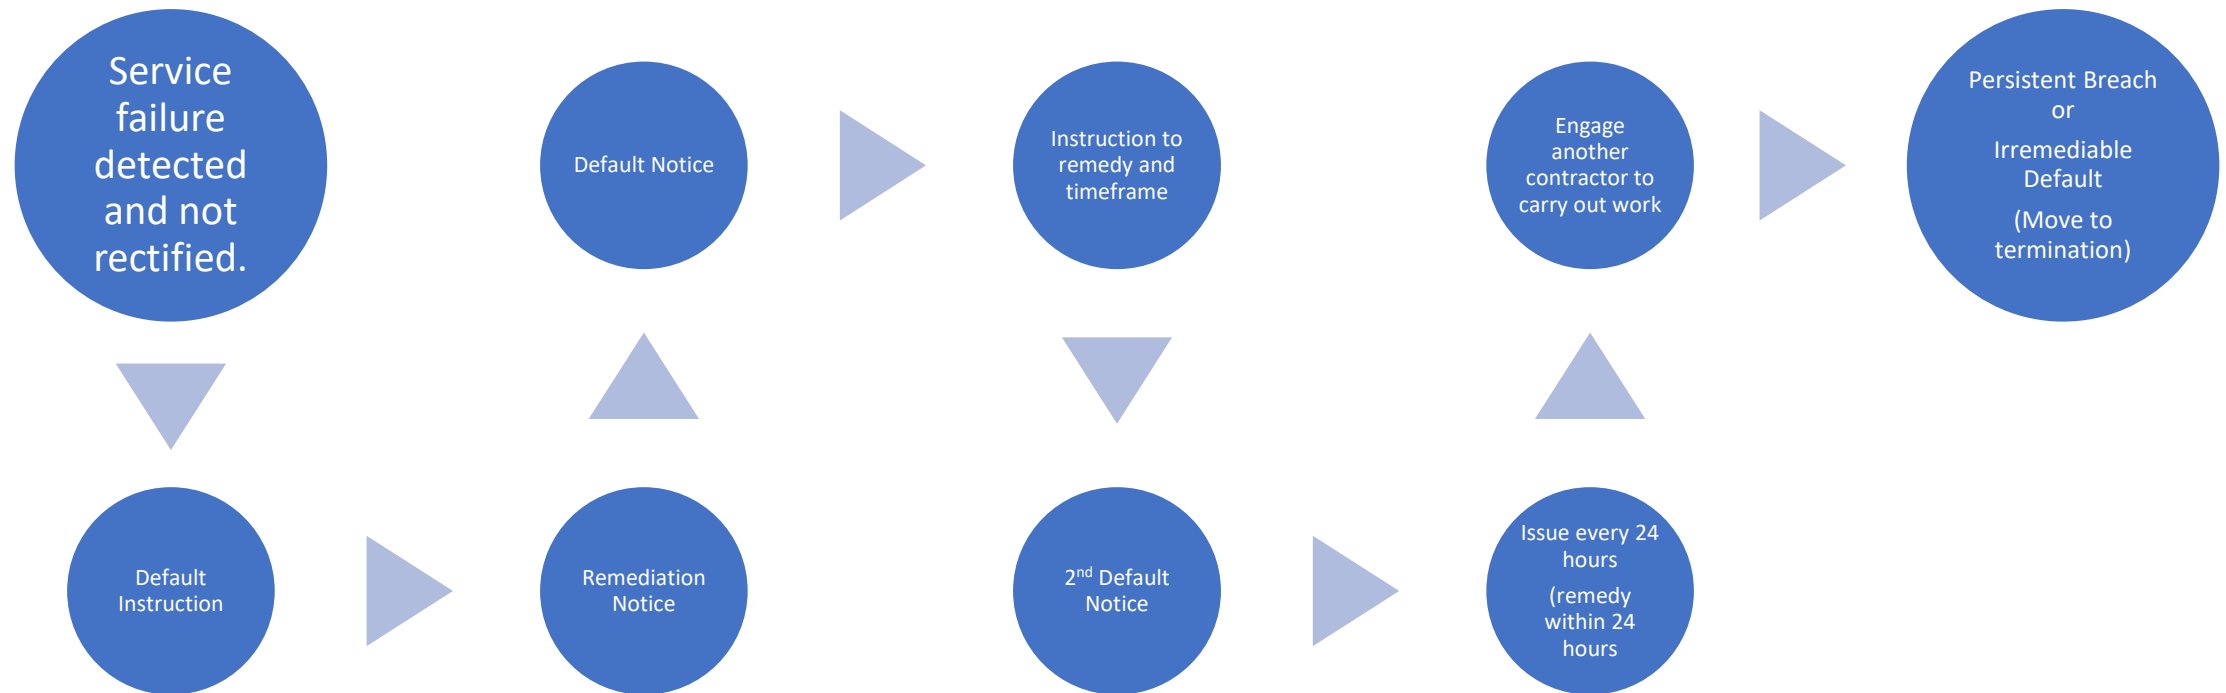 Service
failure
detected
and not
rectified.
Default
Instruction
Remediation
Notice
Default Notice
Instruction to
remedy and
timeframe
2nd Default
Notice
Issue every 24
hours
(remedy
within 24
hours
Engage
another
contractor to
carry out work
Persistent Breach
or
Irremediable
Default
(Move to
termination)